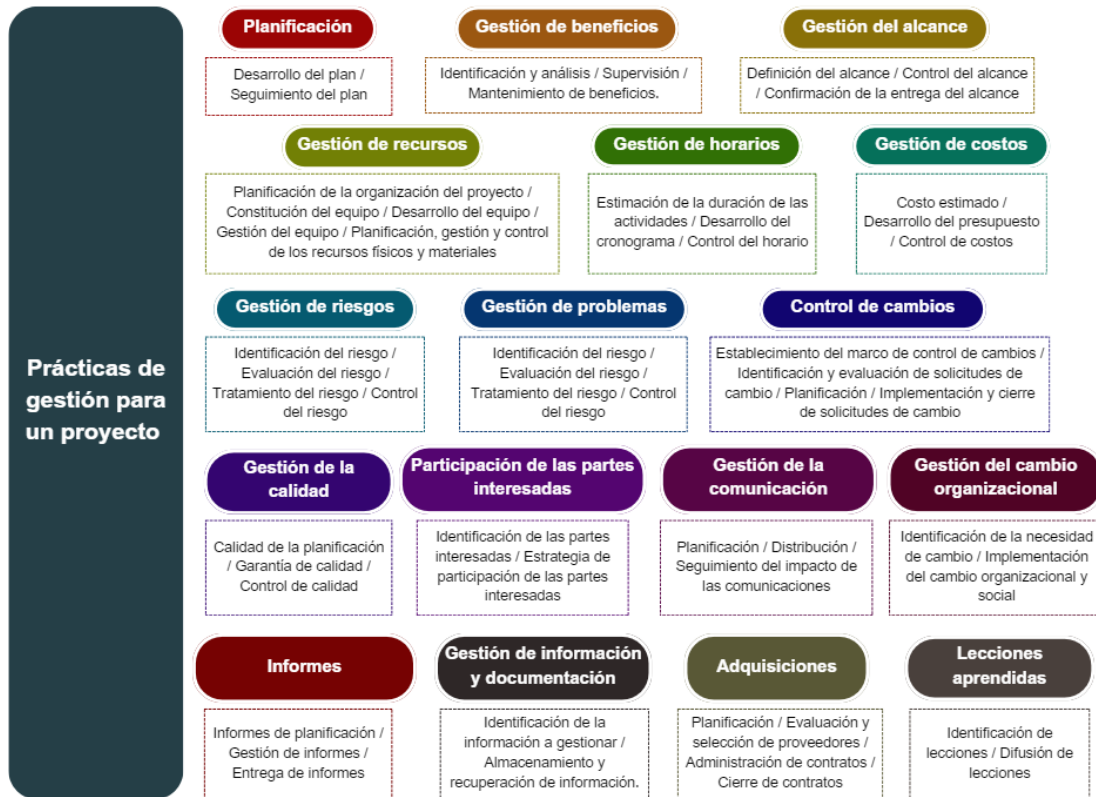 Prácticas de
gestión para
un proyecto
Planificación
Desarrollo del plan /
Seguimiento del plan
Gestión de beneficios
Identificación y análisis / Supervisión /
Mantenimiento de beneficios.
Gestión del alcance
Definición del alcance / Control del alcance
/ Confirmación de la entrega del alcance
Gestión de recursos
Planificación de la organización del proyecto /
Constitución del equipo / Desarrollo del equipo /
Gestión del equipo / Planificación, gestión y control
de los recursos físicos y materiales
Gestión de horarios
Estimación de la duración de las
actividades / Desarrollo del
cronograma / Control del horario
Gestión de costos
Costo estimado /
Desarrollo del presupuesto
/ Control de costos
Gestión de riesgos
Identificación del riesgo /
Evaluación del riesgo /
Tratamiento del riesgo / Control
del riesgo
Gestión de problemas
Identificación del riesgo /
Evaluación del riesgo /
Tratamiento del riesgo / Control
del riesgo
Control de cambios
Establecimiento del marco de control de cambios /
Identificación y evaluación de solicitudes de
cambio / Planificación / Implementación y cierre
de solicitudes de cambio
Gestión de la
calidad
Calidad de la planificación
/ Garantía de calidad /
Control de calidad
Participación de las partes
interesadas
Identificación de las partes
interesadas / Estrategia de
participación de las partes
interesadas
Gestión de la
comunicación
Planificación / Distribución /
Seguimiento del impacto de
las comunicaciones
Gestión del cambio
organizacional
Identificación de la necesidad
de cambio / Implementación
del cambio organizacional y
social
Informes
Informes de planificación /
Gestión de informes /
Entrega de informes
Gestión de información
y documentación
Identificación de la
información a gestionar /
Almacenamiento y
recuperación de información.
Adquisiciones
Planificación / Evaluación y
selección de proveedores /
Administración de contratos /
Cierre de contratos
Lecciones
aprendidas
Identificación de
lecciones / Difusión de
lecciones